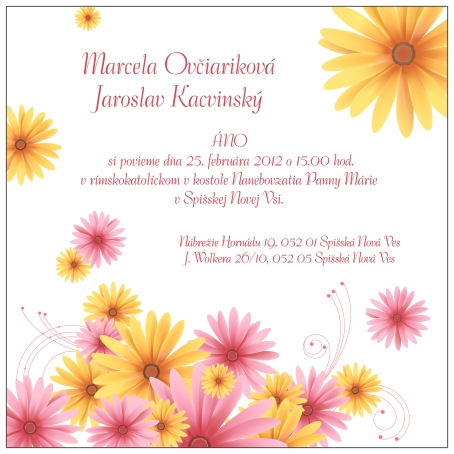 Marcela Ovčiariková
Jaroslav Kacvinský
ÁNO
si povieme dňa 25. februára 2012 o 15.00 hod.
v rímskokatolíckom v kostole Nanebovzatia Panny Márie
v Spišskej Novej Vsi.
Nábrežie Hornádu 19, 052 01 Spišská Nová Ves
J. Wolkera 26/10, 052 05 Spišská Nová Ves